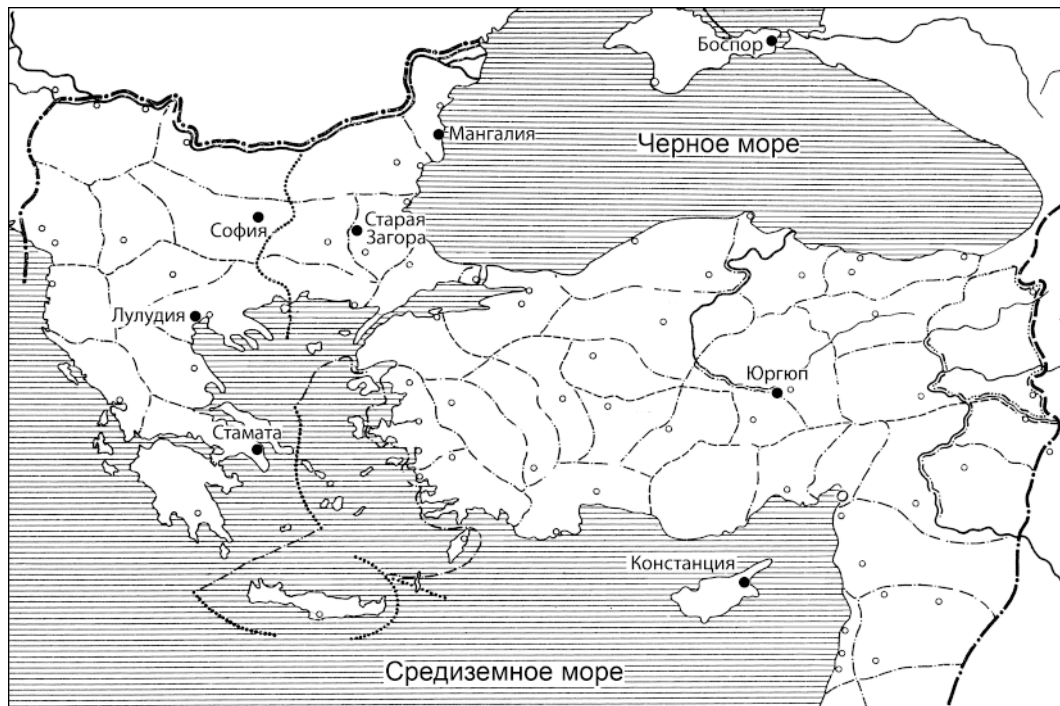 Боспор
Мангалия
Черное море
София
Старая
Загора
Лулудия
Юргюп
Стамата
Констанция
Средиземное море